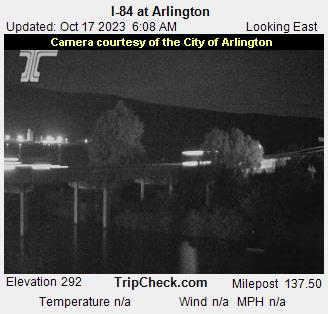 I-84 at Arlington
Updated: Oct 17 2023 6:08 AM Looking East
Camera courtesy of the City of Arlington
Elevation 292 TripCheck.com Milepost 137.50
Temperature n/a Wind n/a MPH n/a